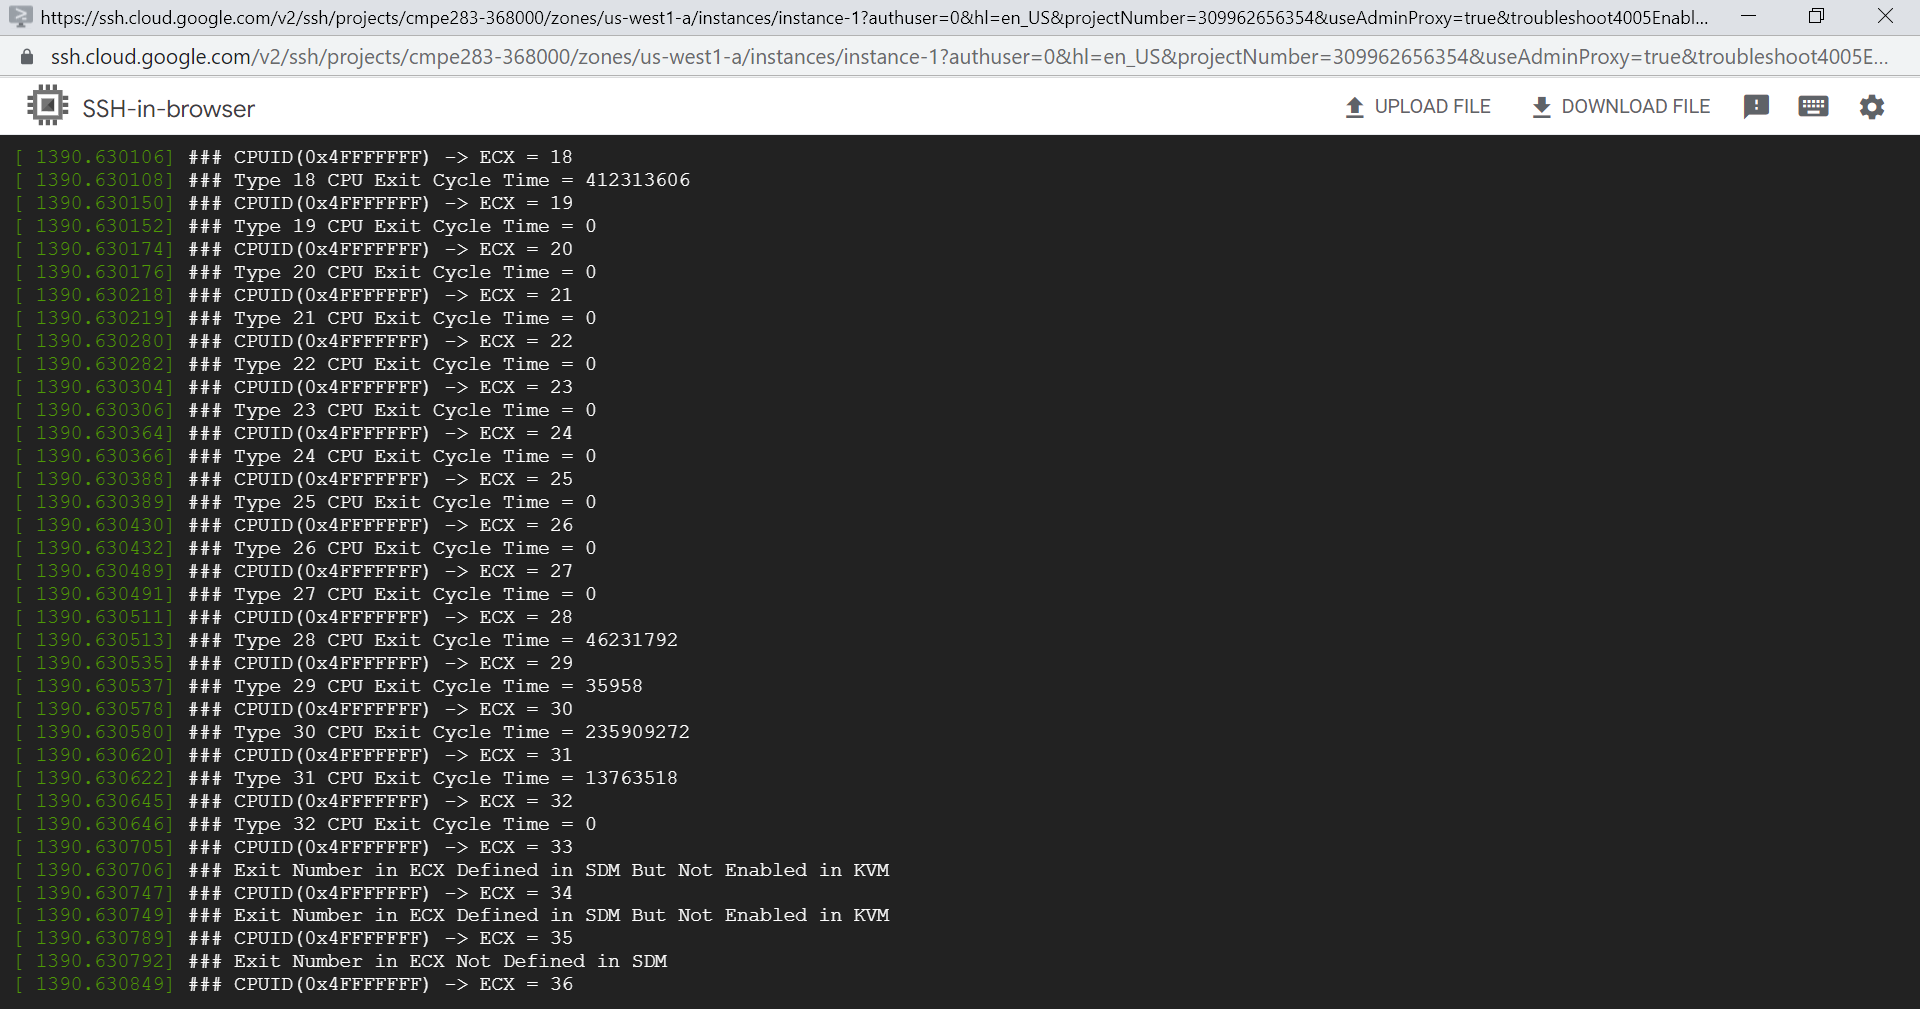 https://ssh.cloud.google.com/v2/ssh/projects/cmpe283-368000/zones/us-west1-a/instances/instance-1?authuser=0&hl=en_US&projectNumber=309962656354&useAdminProxy=true&troubleshoot4005Enabl...
ssh.cloud.google.com/v2/ssh/projects/cmpe283-368000/zones/us-west1-a/instances/instance-1?authuser=0&hl=en_US&projectNumber=309962656354&useAdminProxy=true&troubleshoot4005E...
SSH-in-browser UPLOAD FILE DOWNLOAD FILE
[ 1390.630106] ### CPUID(0x4FFFFFFF) -> ECX = 18
[ 1390.630108] ### Type 18 CPU Exit Cycle Time = 412313606
[ 1390.630150] ### CPUID(0x4FFFFFFF) -> ECX = 19
[ 1390.630152] ### Type 19 CPU Exit Cycle Time = 0
[ 1390.630174] ### CPUID(0x4FFFFFFF) -> ECX = 20
[ 1390.630176] ### Type 20 CPU Exit Cycle Time = 0
[ 1390.630218] ### CPUID(0x4FFFFFFF) -> ECX = 21
[ 1390.630219] ### Type 21 CPU Exit Cycle Time = 0
[ 1390.630280] ### CPUID(0x4FFFFFFF) -> ECX = 22
[ 1390.630282] ### Type 22 CPU Exit Cycle Time = 0
[ 1390.630304] ### CPUID(0x4FFFFFFF) -> ECX = 23
[ 1390.630306] ### Type 23 CPU Exit Cycle Time = 0
[ 1390.630364] ### CPUID(0x4FFFFFFF) -> ECX = 24
[ 1390.630366] ### Type 24 CPU Exit Cycle Time = 0
[ 1390.630388] ### CPUID(0x4FFFFFFF) -> ECX = 25
[ 1390.630389] ### Type 25 CPU Exit Cycle Time = 0
[ 1390.630430] ### CPUID(0x4FFFFFFF) -> ECX = 26
[ 1390.630432] ### Type 26 CPU Exit Cycle Time = 0
[ 1390.630489] ### CPUID(0x4FFFFFFF) -> ECX = 27
[ 1390.630491] ### Type 27 CPU Exit Cycle Time = 0
[ 1390.630511] ### CPUID(0x4FFFFFFF) -> ECX = 28
[ 1390.630513] ### Type 28 CPU Exit Cycle Time = 46231792
[ 1390.630535] ### CPUID(0x4FFFFFFF) -> ECX = 29
[ 1390.630537] ### Type 29 CPU Exit Cycle Time = 35958
[ 1390.630578] ### CPUID(0x4FFFFFFF) -> ECX = 30
[ 1390.630580] ### Type 30 CPU Exit Cycle Time = 235909272
[ 1390.630620] ### CPUID(0x4FFFFFFF) -> ECX = 31
[ 1390.630622] ### Type 31 CPU Exit Cycle Time = 13763518
[ 1390.630645] ### CPUID(0x4FFFFFFF) -> ECX = 32
[ 1390.630646] ### Type 32 CPU Exit Cycle Time = 0
[ 1390.630705] ### CPUID(0x4FFFFFFF) -> ECX = 33
[ 1390.630706] ### Exit Number in ECX Defined in SDM But Not Enabled in KVM
[ 1390.630747] ### CPUID(0x4FFFFFFF) -> ECX = 34
[ 1390.630749] ### Exit Number in ECX Defined in SDM But Not Enabled in KVM
[ 1390.630789] ### CPUID(0x4FFFFFFF) -> ECX = 35
[ 1390.630792] ### Exit Number in ECX Not Defined in SDM
[ 1390.630849] ### CPUID(0x4FFFFFFF) -> ECX = 36